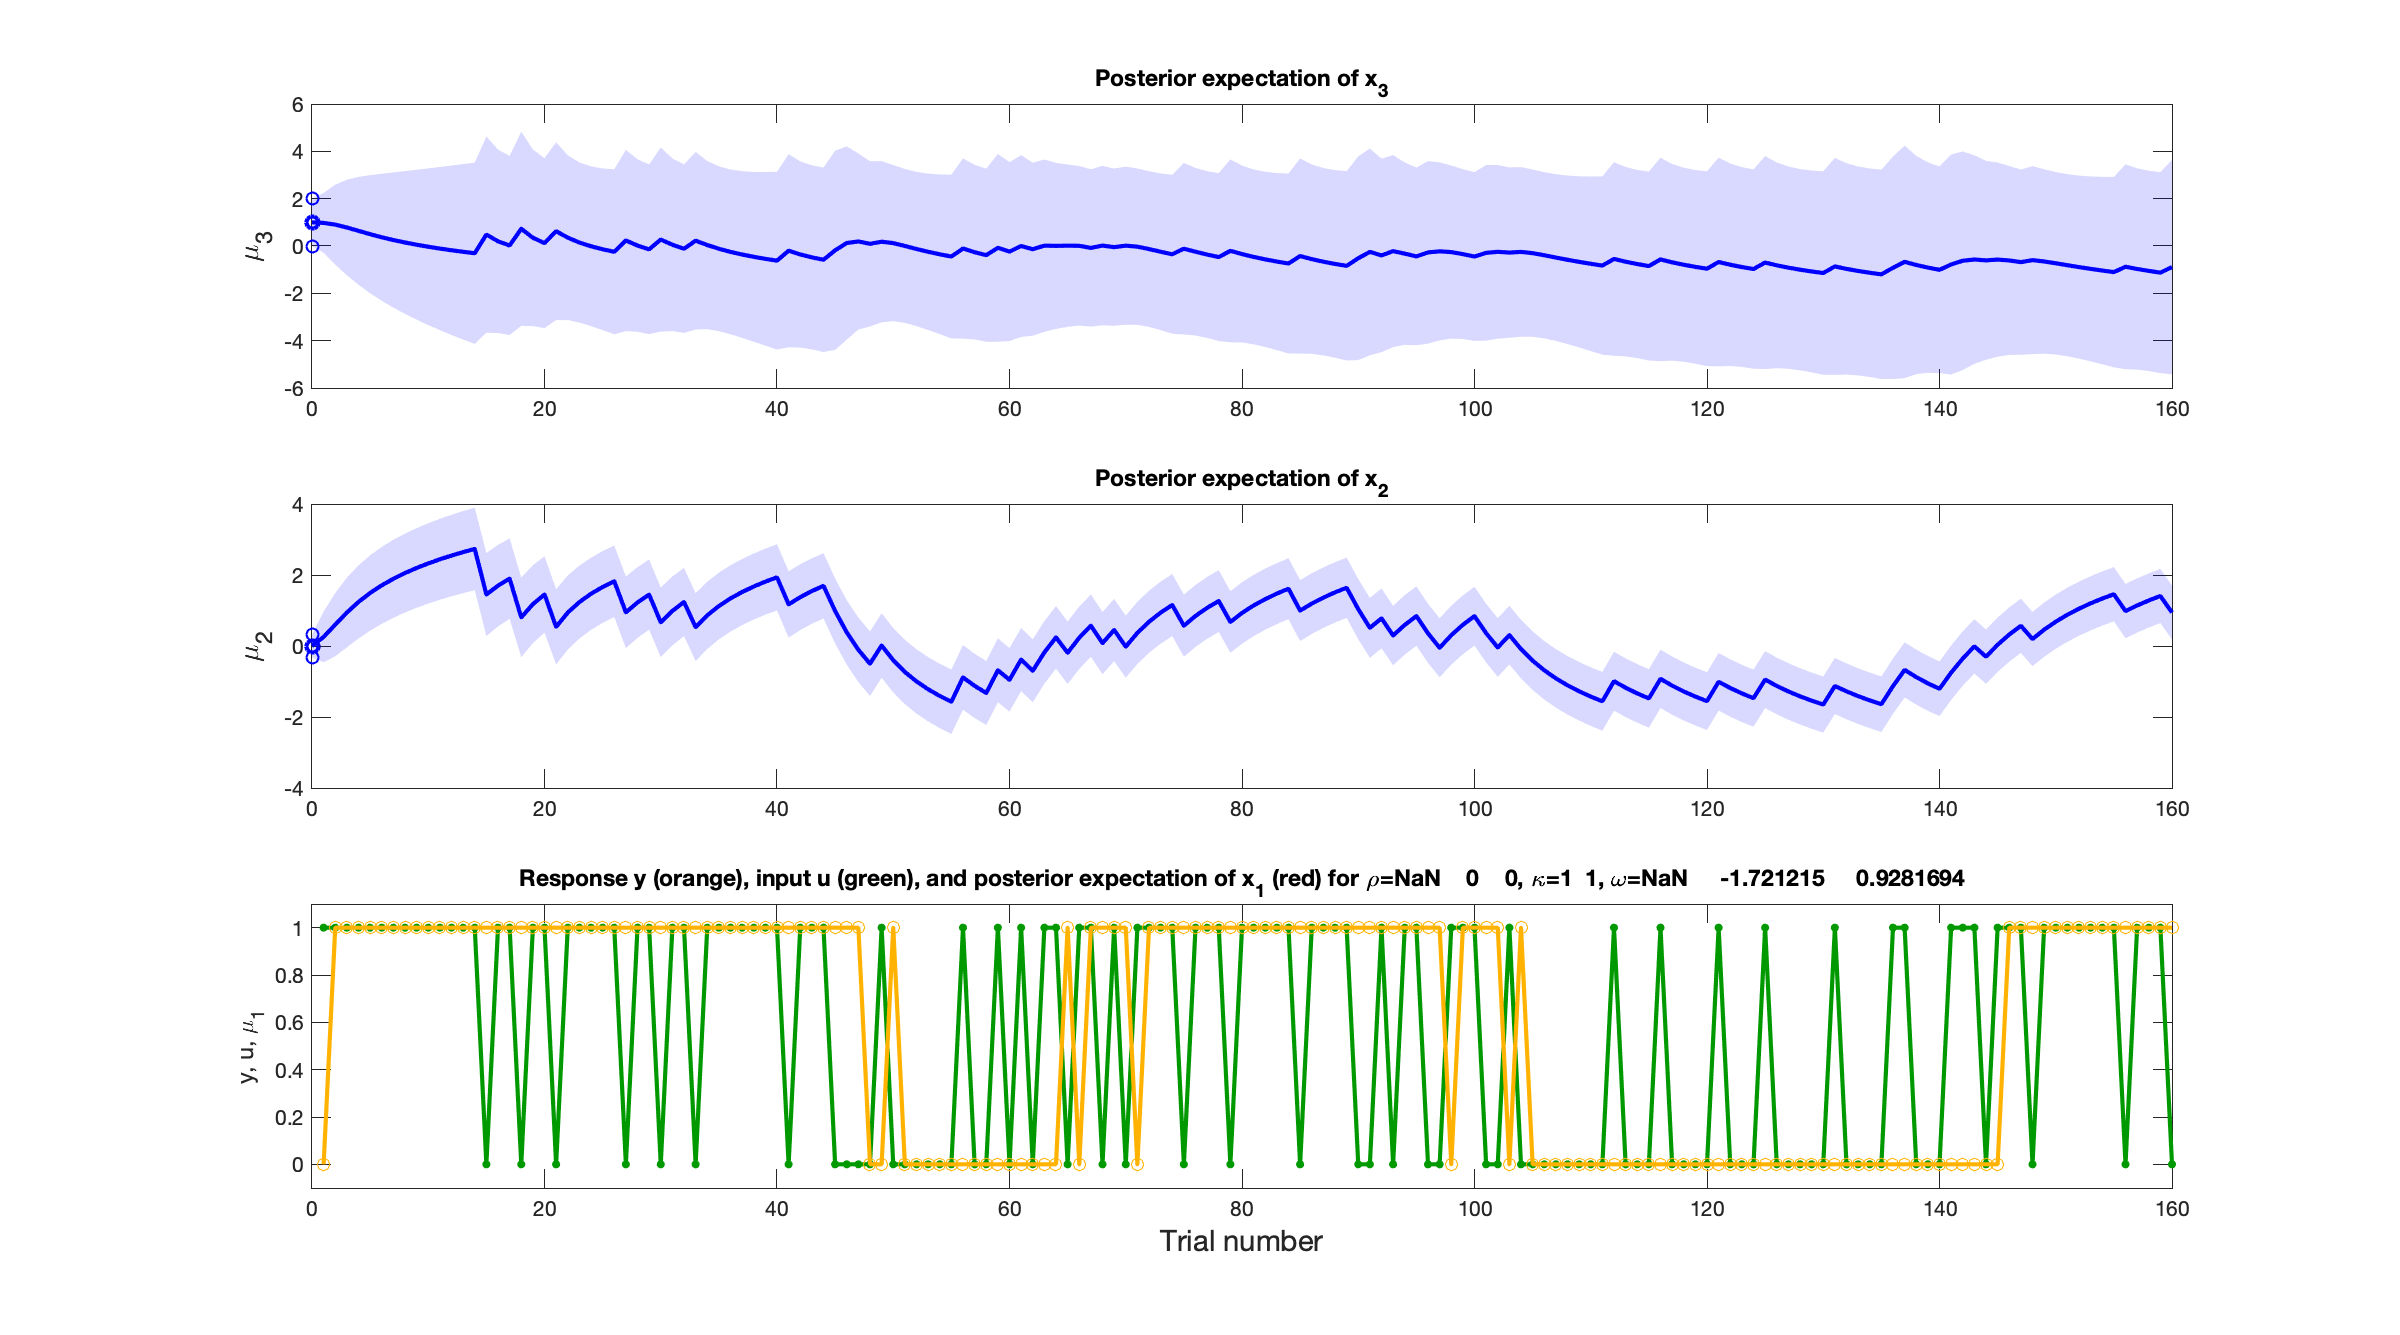 Posterior expectation of x3
6
4
2
0
-2
-4
-6
μ3
0 20 40 60 80 100 120 140 160
Posterior expectation of x2
4
2
0
-2
-4
μ2
0 20 40 60 80 100 120 140 160
Response y (orange), input u (green), and posterior expectation of x1 (red) for ρ=NaN 0 0, κ=1 1, ω=NaN -1.721215 0.9281694
1
0.8
0.6
0.4
0.2
0
y, u, μ1
0 20 40 60 80 100 120 140 160
Trial number